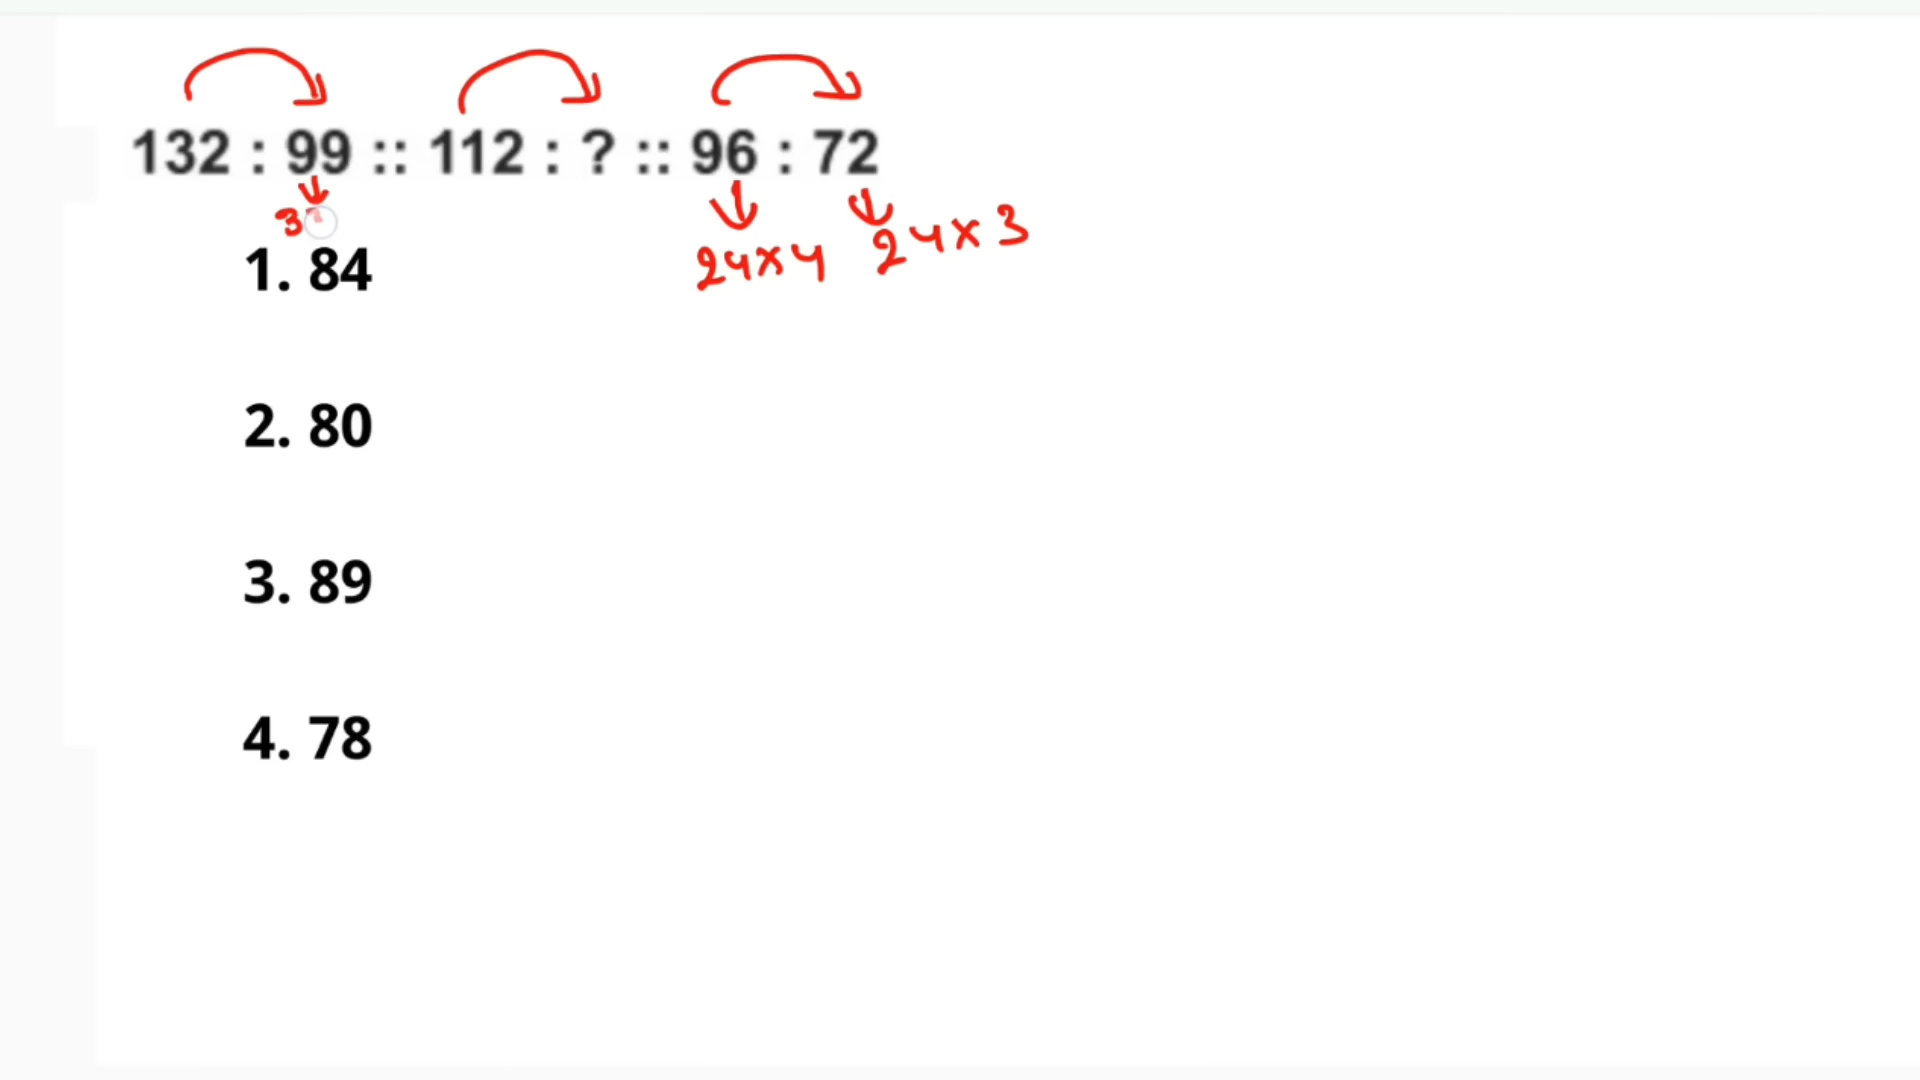 132 : 99 :: 112 : ? :: 96 : 72
3
24x4 24x3
1. 84
2. 80
3. 89
4. 78